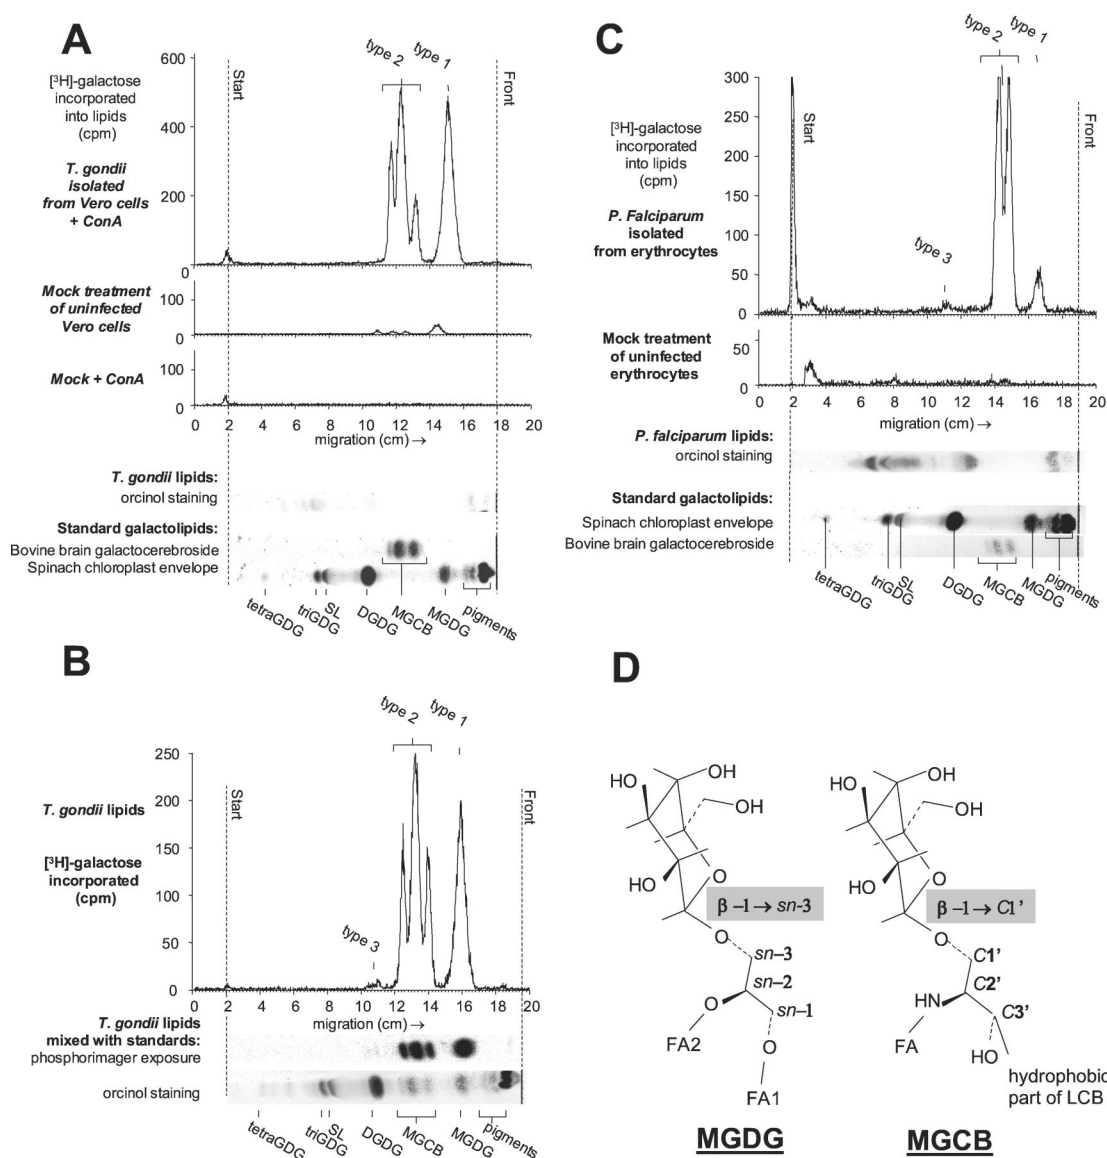 A
type 2
type 1
600
400
200
0
[³H]-galactose
incorporated
into lipids
(cpm)
T. gondii
isolated
from Vero cells
+ ConA
Start
Front
Mock treatment
of uninfected
Vero cells
100
0
Mock + ConA
100
0
0 2 4 6 8 10 12 14 16 18 20
migration (cm) →
T. gondii lipids:
orcinol staining
Standard galactolipids:
Bovine brain galactocerebroside
Spinach chloroplast envelope
tetraGDG
triGDG
SL
DGDG
MGCB
MGDG
pigments
B
type 2
type 1
type 3
250
200
150
100
50
0
T. gondii lipids
[³H]-galactose
incorporated
(cpm)
Start
Front
0 2 4 6 8 10 12 14 16 18 20
migration (cm) →
T. gondii lipids
mixed with standards:
phosphorimager exposure
orcinol staining
tetraGDG
triGDG
SL
DGDG
MGCB
MGDG
pigments
C
type 2
type 1
type 3
300
250
200
150
100
50
0
[³H]-galactose
incorporated
into lipids
(cpm)
P. Falciparum
isolated
from erythrocytes
Start
Front
Mock treatment
of uninfected
erythrocytes
50
0
0 2 4 6 8 10 12 14 16 18 20
migration (cm) →
P. falciparum lipids:
orcinol staining
Standard galactolipids:
Spinach chloroplast envelope
Bovine brain galactocerebroside
tetraGDG
triGDG
SL
DGDG
MGCB
MGDG
pigments
D
HO
OH
OH
HO
HO
O
β –1 → sn-3
O
sn–3
sn–2
sn–1
O
FA2
O
FA1
MGDG
HO
OH
OH
HO
HO
O
β –1 → C1'
O
C1'
C2'
C3'
HN
FA
HO
hydrophobic
part of LCB
MGCB